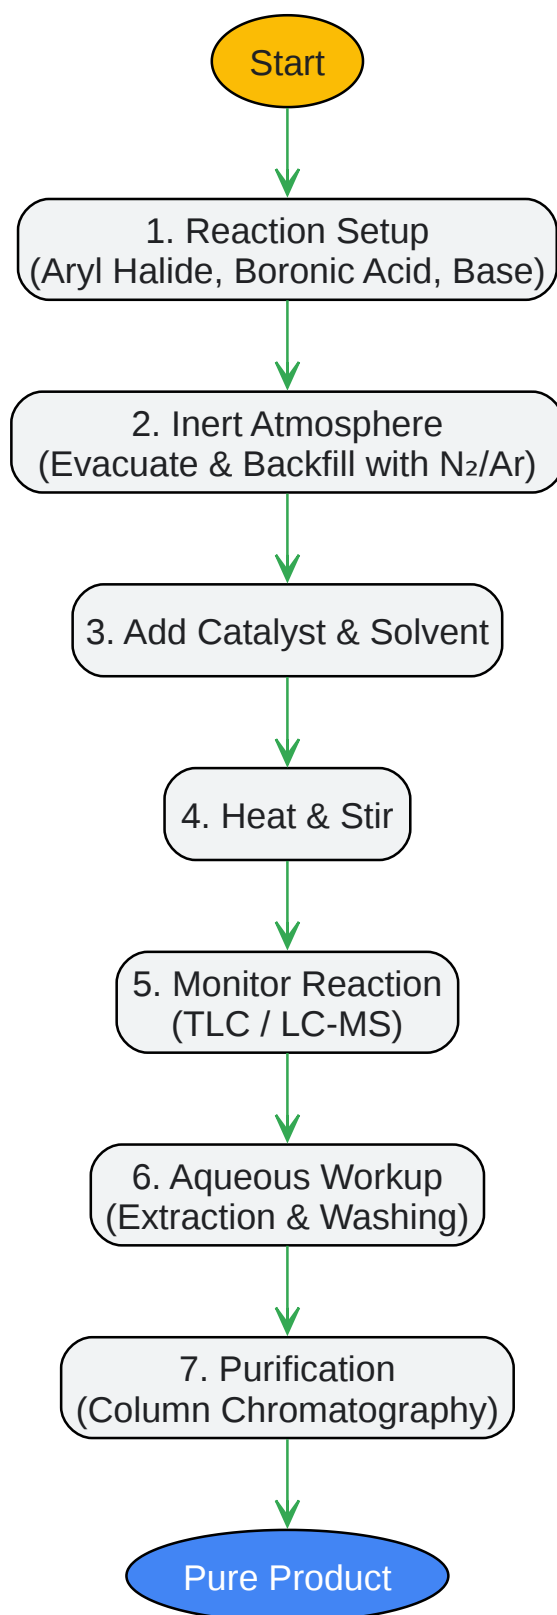 Start
1. Reaction Setup
(Aryl Halide, Boronic Acid, Base)
2. Inert Atmosphere
(Evacuate & Backfill with N₂/Ar)
3. Add Catalyst & Solvent
4. Heat & Stir
5. Monitor Reaction
(TLC / LC-MS)
6. Aqueous Workup
(Extraction & Washing)
7. Purification
(Column Chromatography)
Pure Product